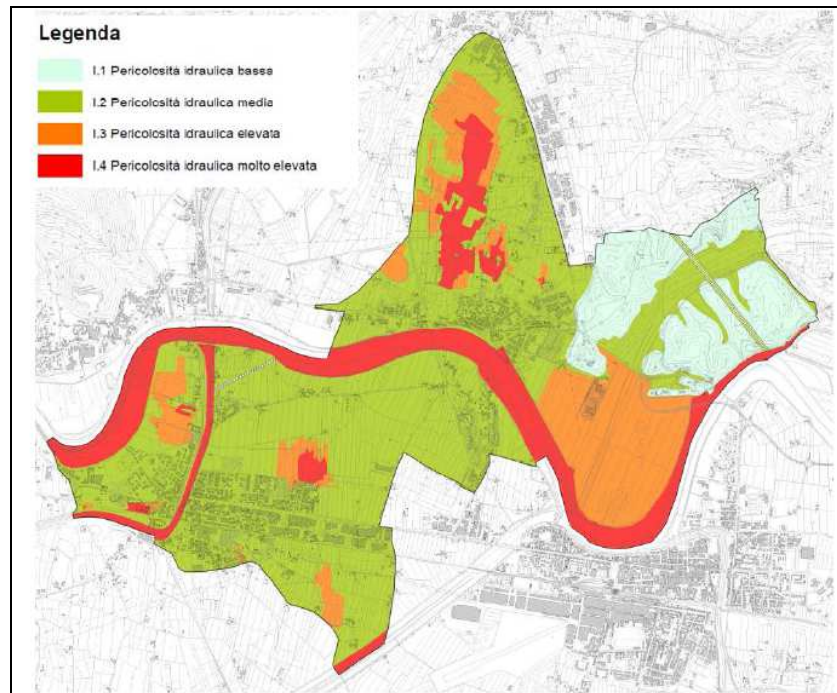 Legenda
I.1 Pericolosità idraulica bassa
I.2 Pericolosità idraulica media
I.3 Pericolosità idraulica elevata
I.4 Pericolosità idraulica molto elevata